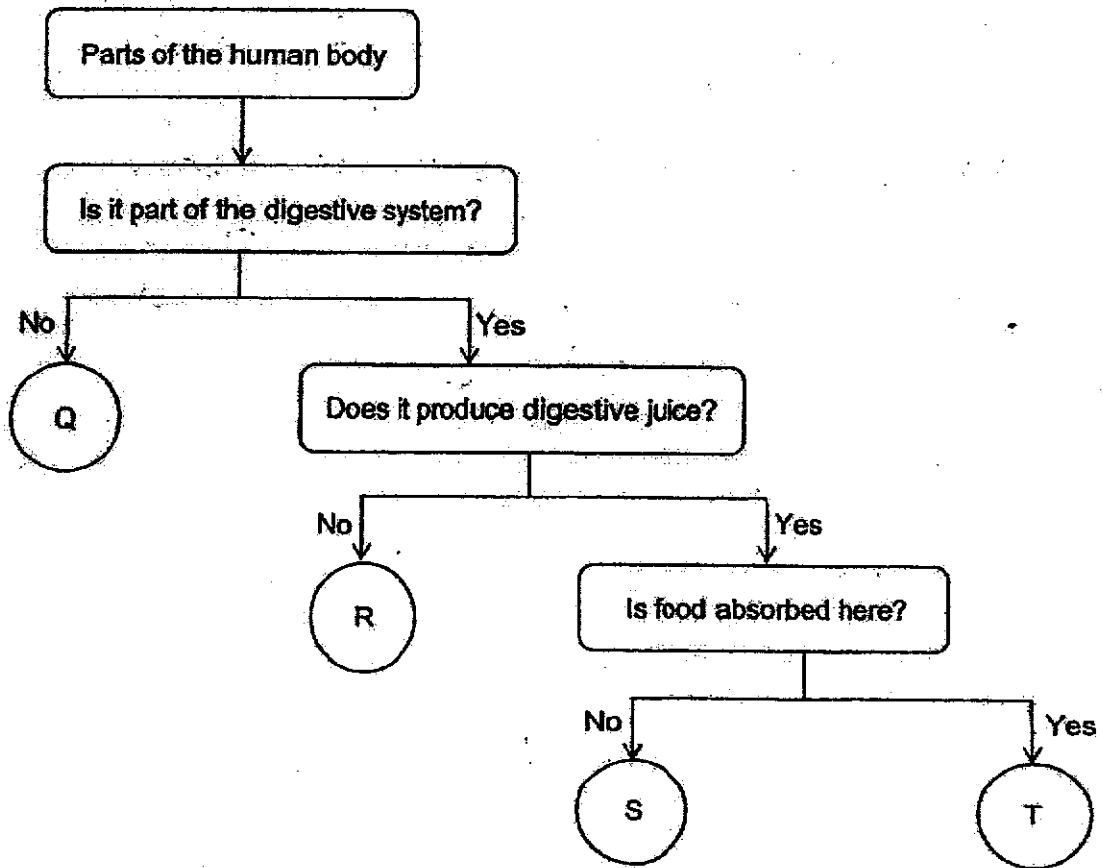 Parts of the human body
Is it part of the digestive system?
No
Yes
Q
Does it produce digestive juice?
No
Yes
R
Is food absorbed here?
No
Yes
S
T